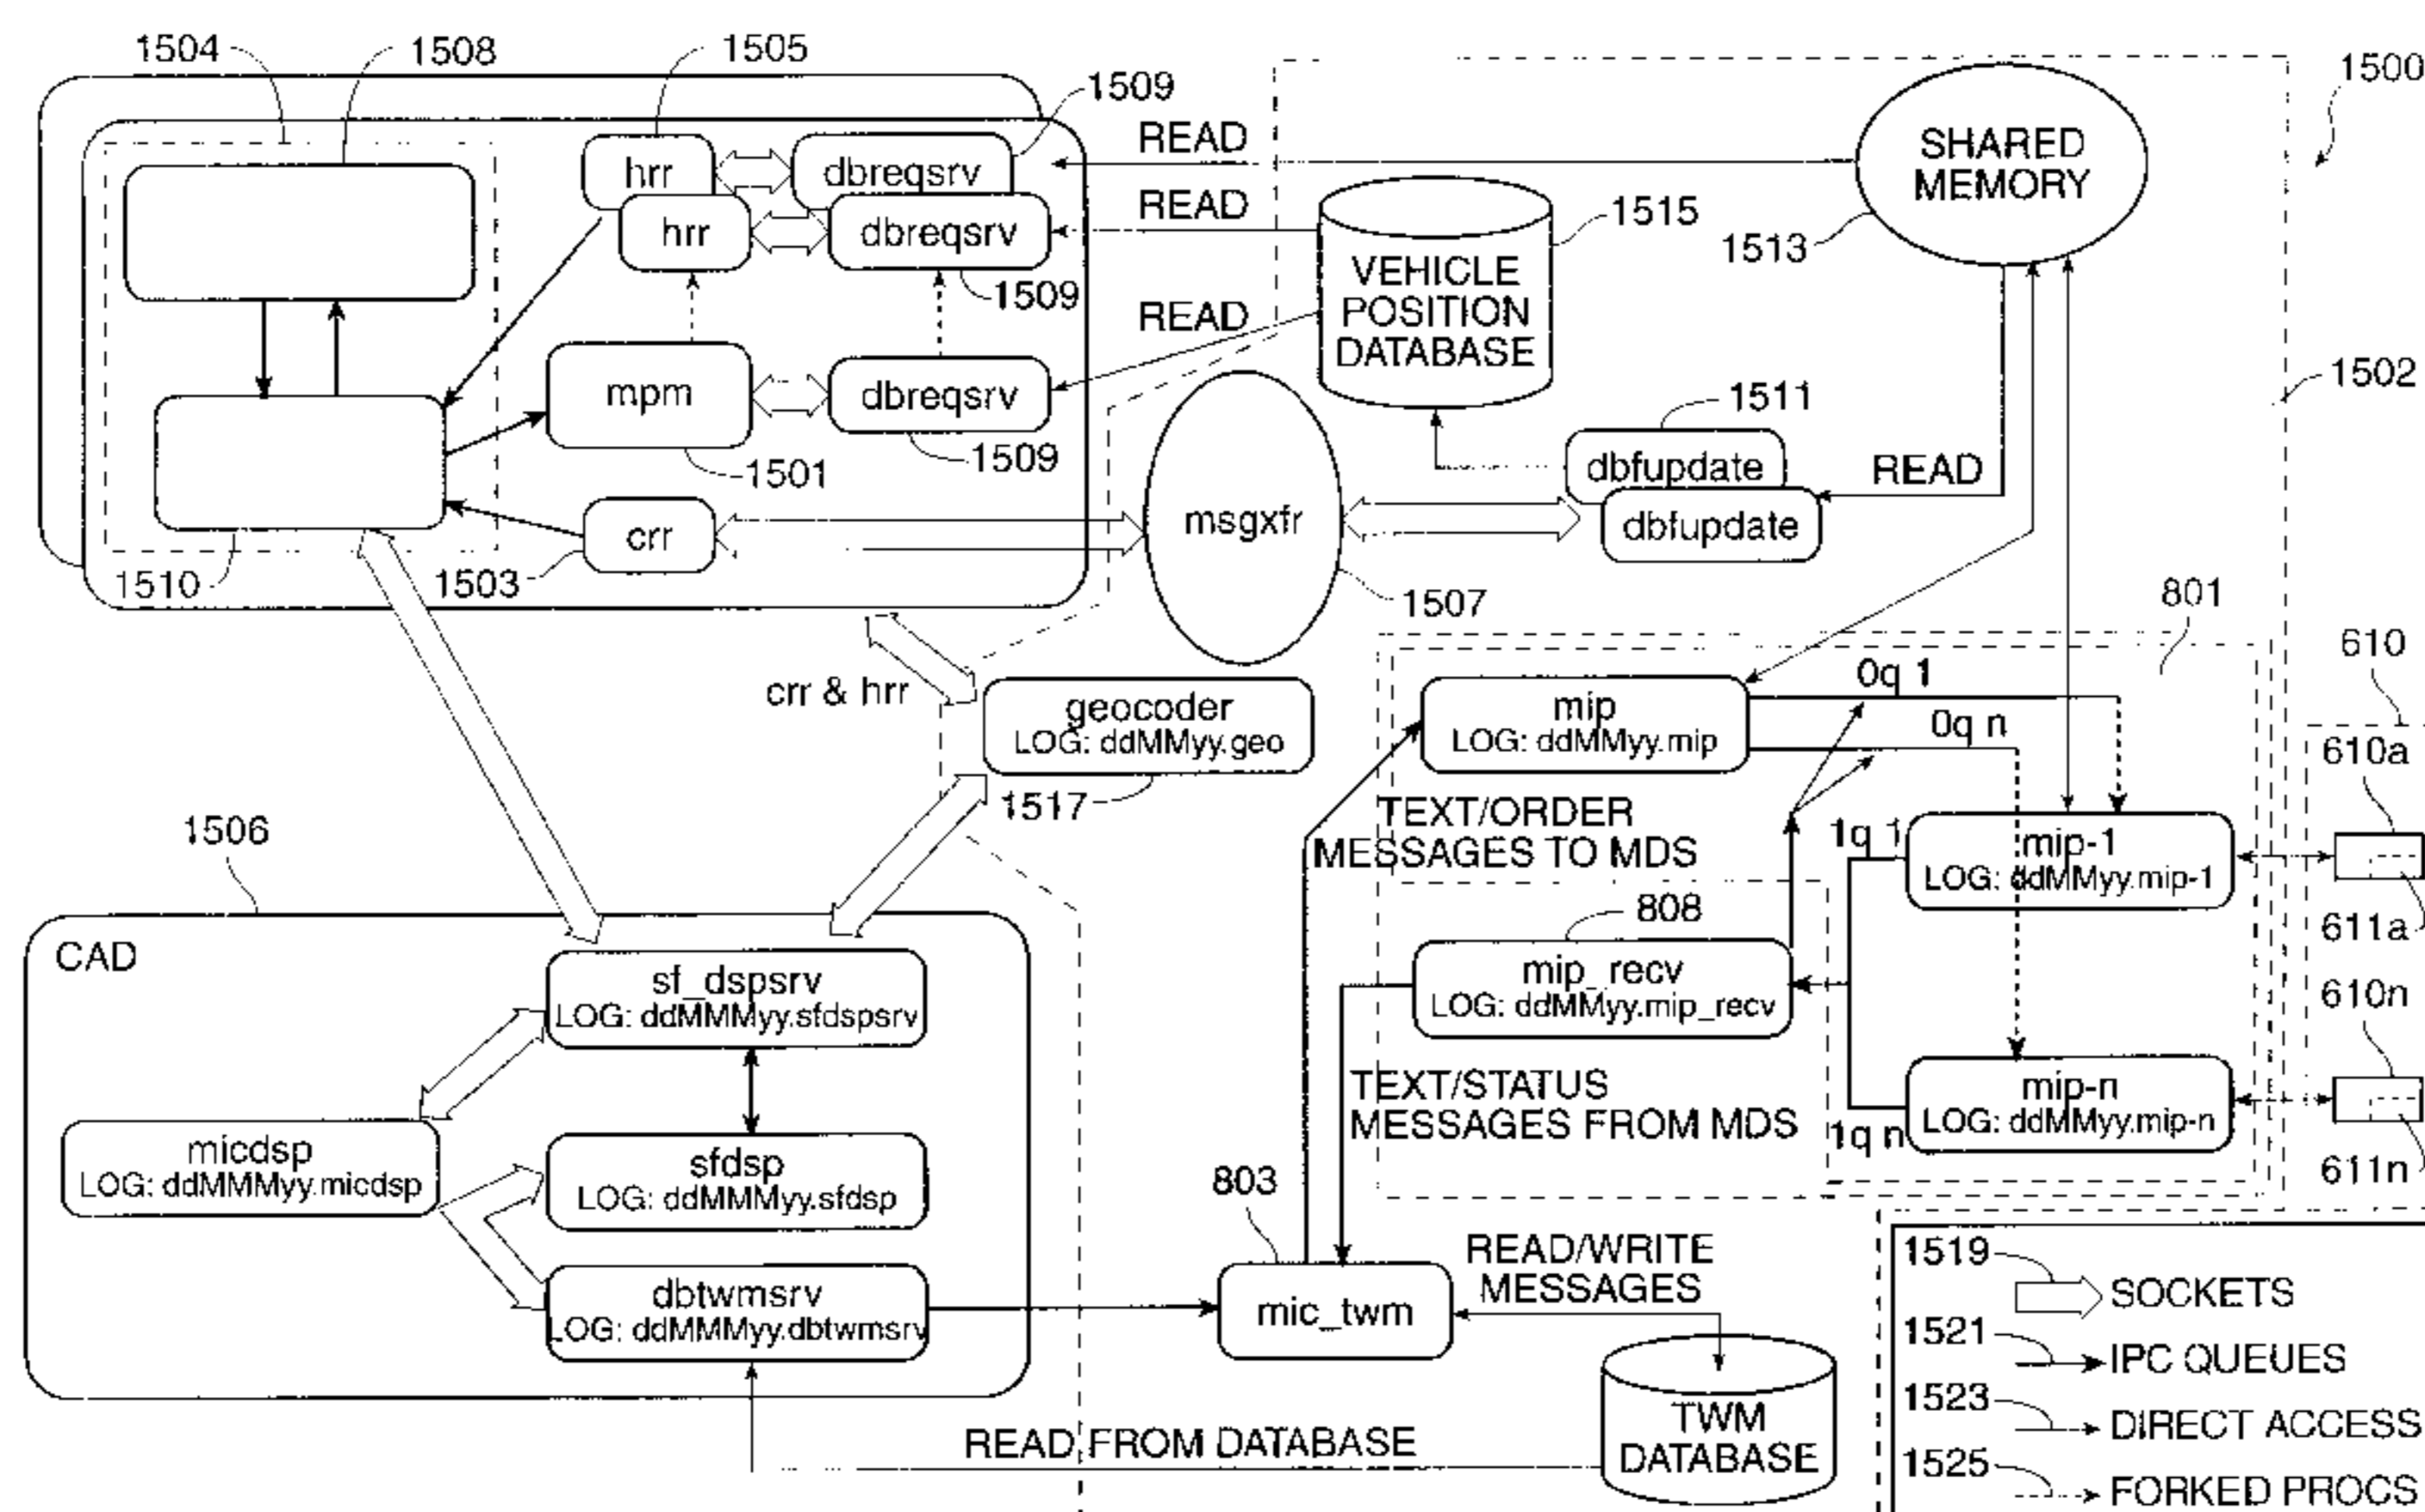 1504
1508
1505
1509
1500
hrr
dbreqsrv
READ
SHARED
MEMORY
hrr
dbreqsrv
READ
1515
1513
1509
VEHICLE
POSITION
DATABASE
READ
1502
mpm
dbreqsrv
1511
1501
1509
dbfupdate
READ
msgxfr
dbfupdate
crr
1510
1503
1507
801
610
crr & hrr
geocoder
LOG: ddMMyy.geo
mip
LOG: ddMMyy.mip
0q 1
0q n
610a
1517
TEXT/ORDER
MESSAGES TO MDS
1q 1
mip-1
LOG: ddMMyy.mip-1
1506
808
611a
CAD
sf_dspsrv
LOG: ddMMMyy.sfdspsrv
mip_recv
LOG: ddMMyy.mip_recv
610n
TEXT/STATUS
MESSAGES FROM MDS
1q n
mip-n
LOG: ddMMyy.mip-n
micdsp
LOG: ddMMMyy.micdsp
sfdsp
LOG: ddMMMyy.sfdsp
803
611n
READ/WRITE
MESSAGES
1519
SOCKETS
dbtwmsrv
LOG: ddMMMyy.dbtwmsrv
mic_twm
1521
IPC QUEUES
1523
DIRECT ACCESS
READ FROM DATABASE
TWM
DATABASE
1525
FORKED PROCS